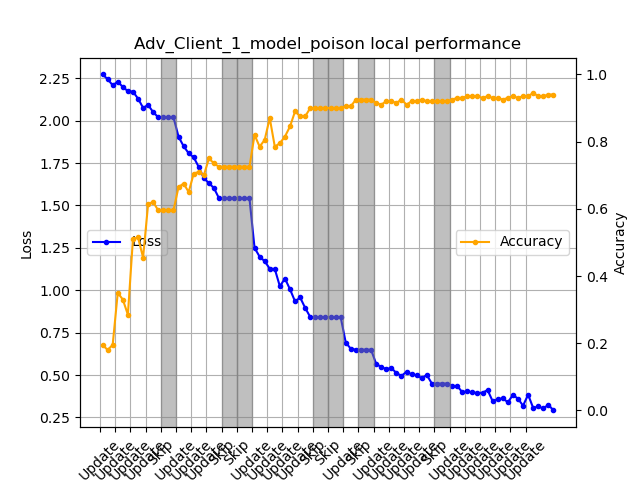 Adv_Client_1_model_poison local performance
2.25
2.00
1.75
1.50
1.25
1.00
0.75
0.50
0.25
Loss
Loss
Accuracy
1.0
0.8
0.6
0.4
0.2
0.0
Accuracy
Update
Update
Update
Update
Skip
Update
Update
Update
Skip
Skip
Update
Update
Update
Update
Skip
Skip
Update
Skip
Update
Update
Update
Update
Skip
Update
Update
Update
Update
Update
Update